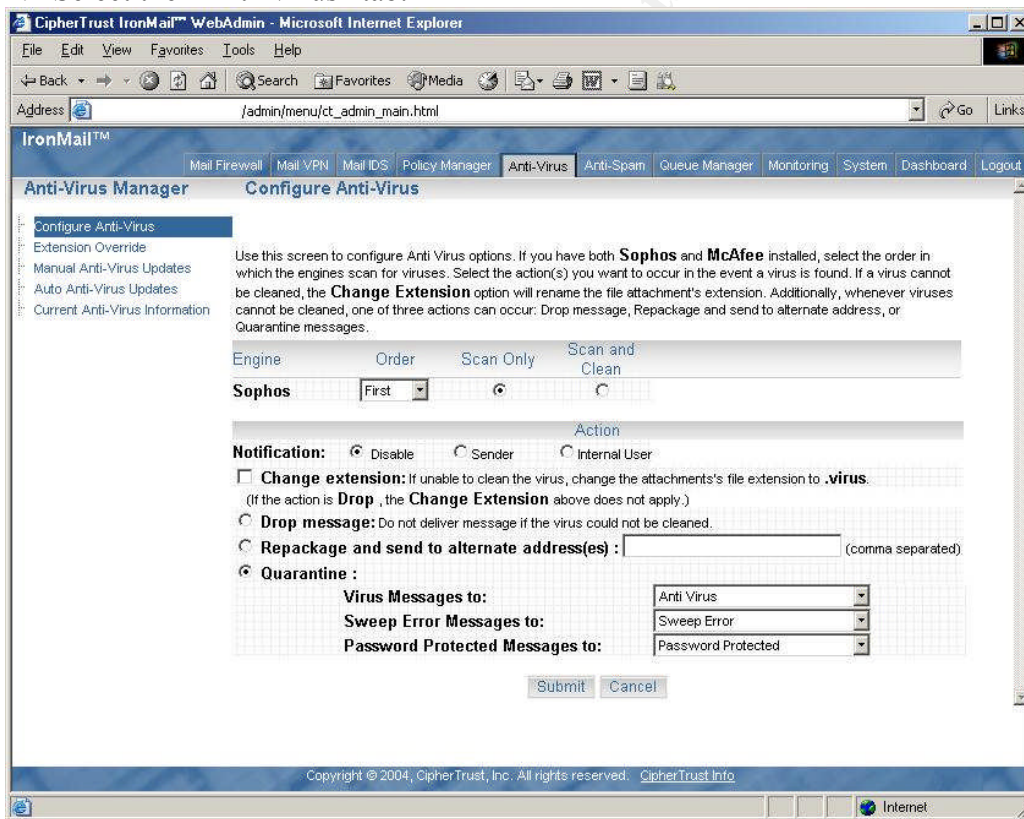 CipherTrust IronMail™ WebAdmin - Microsoft Internet Explorer
File Edit View Favorites Tools Help
Back Search Favorites Media
Address /admin/menu/ct_admin_main.html Go Links
IronMail™
Mail Firewall Mail VPN Mail IDS Policy Manager Anti-Virus Anti-Spam Queue Manager Monitoring System Dashboard Logout
Anti-Virus Manager Configure Anti-Virus
Configure Anti-Virus
Extension Override
Manual Anti-Virus Updates
Auto Anti-Virus Updates
Current Anti-Virus Information
Use this screen to configure Anti Virus options. If you have both Sophos and McAfee installed, select the order in
which the engines scan for viruses. Select the action(s) you want to occur in the event a virus is found. If a virus cannot
be cleaned, the Change Extension option will rename the file attachment's extension. Additionally, whenever viruses
cannot be cleaned, one of three actions can occur: Drop message, Repackage and send to alternate address, or
Quarantine messages.
Engine Order Scan Only Scan and Clean
Sophos First
Action
Notification: Disable Sender Internal User
Change extension: If unable to clean the virus, change the attachments's file extension to .virus.
(If the action is Drop , the Change Extension above does not apply.)
Drop message: Do not deliver message if the virus could not be cleaned.
Repackage and send to alternate address(es) : (comma separated)
Quarantine :
Virus Messages to: Anti Virus
Sweep Error Messages to: Sweep Error
Password Protected Messages to: Password Protected
Submit Cancel
Copyright © 2004, CipherTrust, Inc. All rights reserved. CipherTrust Info
Internet